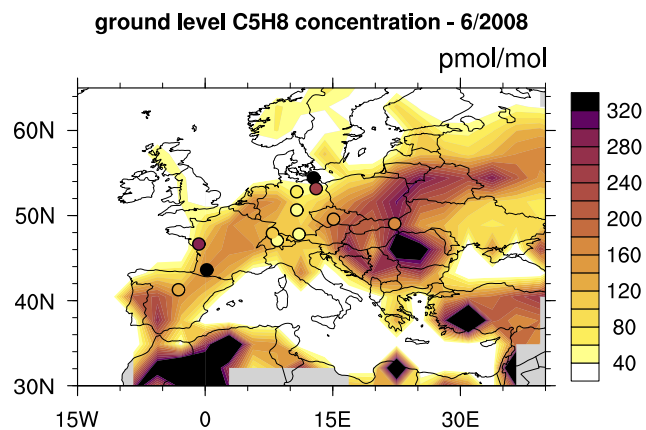 ground level C5H8 concentration - 6/2008
pmol/mol
60N
50N
40N
30N
15W 0 15E 30E
320
280
240
200
160
120
80
40